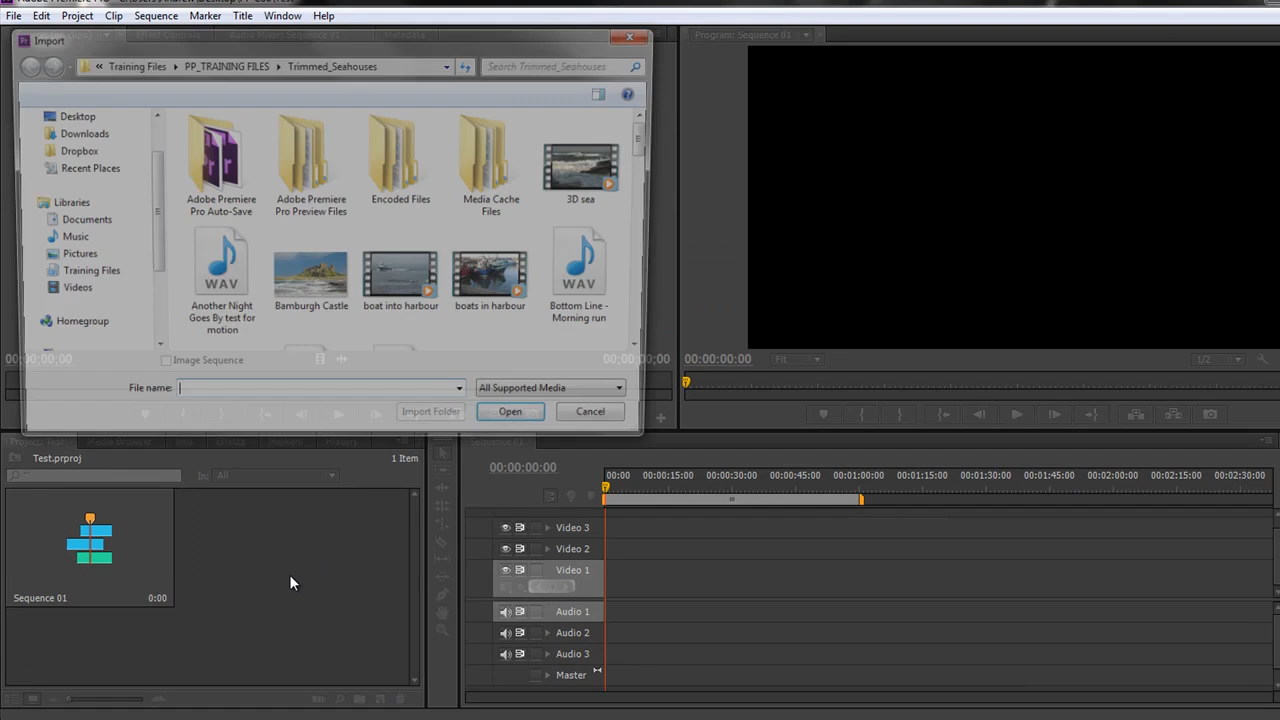 File Edit Project Clip Sequence Marker Title Window Help
Import
Effect Controls
Audio Mixer: Sequence 01
Metadata
Program: Sequence 01
Training Files PP_TRAINING FILES Trimmed_Seahouses
Search Trimmed_Seahouses
Desktop
Downloads
Dropbox
Recent Places
Libraries
Documents
Music
Pictures
Training Files
Videos
Homegroup
Adobe Premiere Pro Auto-Save
Adobe Premiere Pro Preview Files
Encoded Files
Media Cache Files
3D sea
WAV
Another Night Goes By test for motion
Bamburgh Castle
boat into harbour
boats in harbour
WAV
Bottom Line - Morning run
00;00;00;00
Image Sequence
00;00;00;00
00:00:00:00
Fit
1/2
File name:
All Supported Media
Import Folder
Open
Cancel
Project: Test
Media Browser
Info
Effects
Markers
History
Sequence 01
Test.prproj
1 Item
In: All
Sequence 01
0:00
00:00:00:00
00:00 00:00:15:00 00:00:30:00 00:00:45:00 00:01:00:00 00:01:15:00 00:01:30:00 00:01:45:00 00:02:00:00 00:02:15:00 00:02:30:00
Video 3
Video 2
Video 1
Audio 1
Audio 2
Audio 3
Master